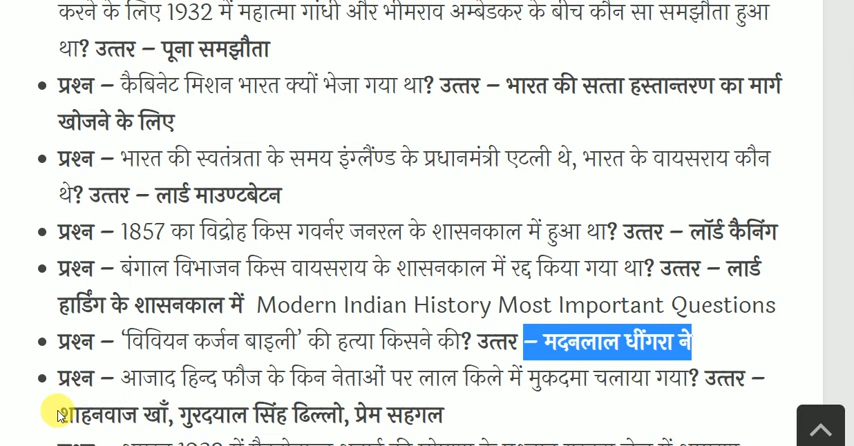 करने के लिए 1932 में महात्मा गांधी और भीमराव अम्बेडकर के बीच कौन सा समझौता हुआ
था? उत्तर – पूना समझौता
प्रश्न – कैबिनेट मिशन भारत क्यों भेजा गया था? उत्तर – भारत की सत्ता हस्तान्तरण का मार्ग
खोजने के लिए
प्रश्न – भारत की स्वतंत्रता के समय इंग्लैंण्ड के प्रधानमंत्री एटली थे, भारत के वायसराय कौन
थे? उत्तर – लार्ड माउण्टबेटन
प्रश्न – 1857 का विद्रोह किस गवर्नर जनरल के शासनकाल में हुआ था? उत्तर – लॉर्ड कैनिंग
प्रश्न – बंगाल विभाजन किस वायसराय के शासनकाल में रद्द किया गया था? उत्तर – लार्ड
हार्डिंग के शासनकाल में Modern Indian History Most Important Questions
प्रश्न – ‘विवियन कर्जन बाइली’ की हत्या किसने की? उत्तर – मदनलाल धींगरा ने
प्रश्न – आजाद हिन्द फौज के किन नेताओं पर लाल किले में मुकदमा चलाया गया? उत्तर –
शाहनवाज खाँ, गुरदयाल सिंह ढिल्लो, प्रेम सहगल